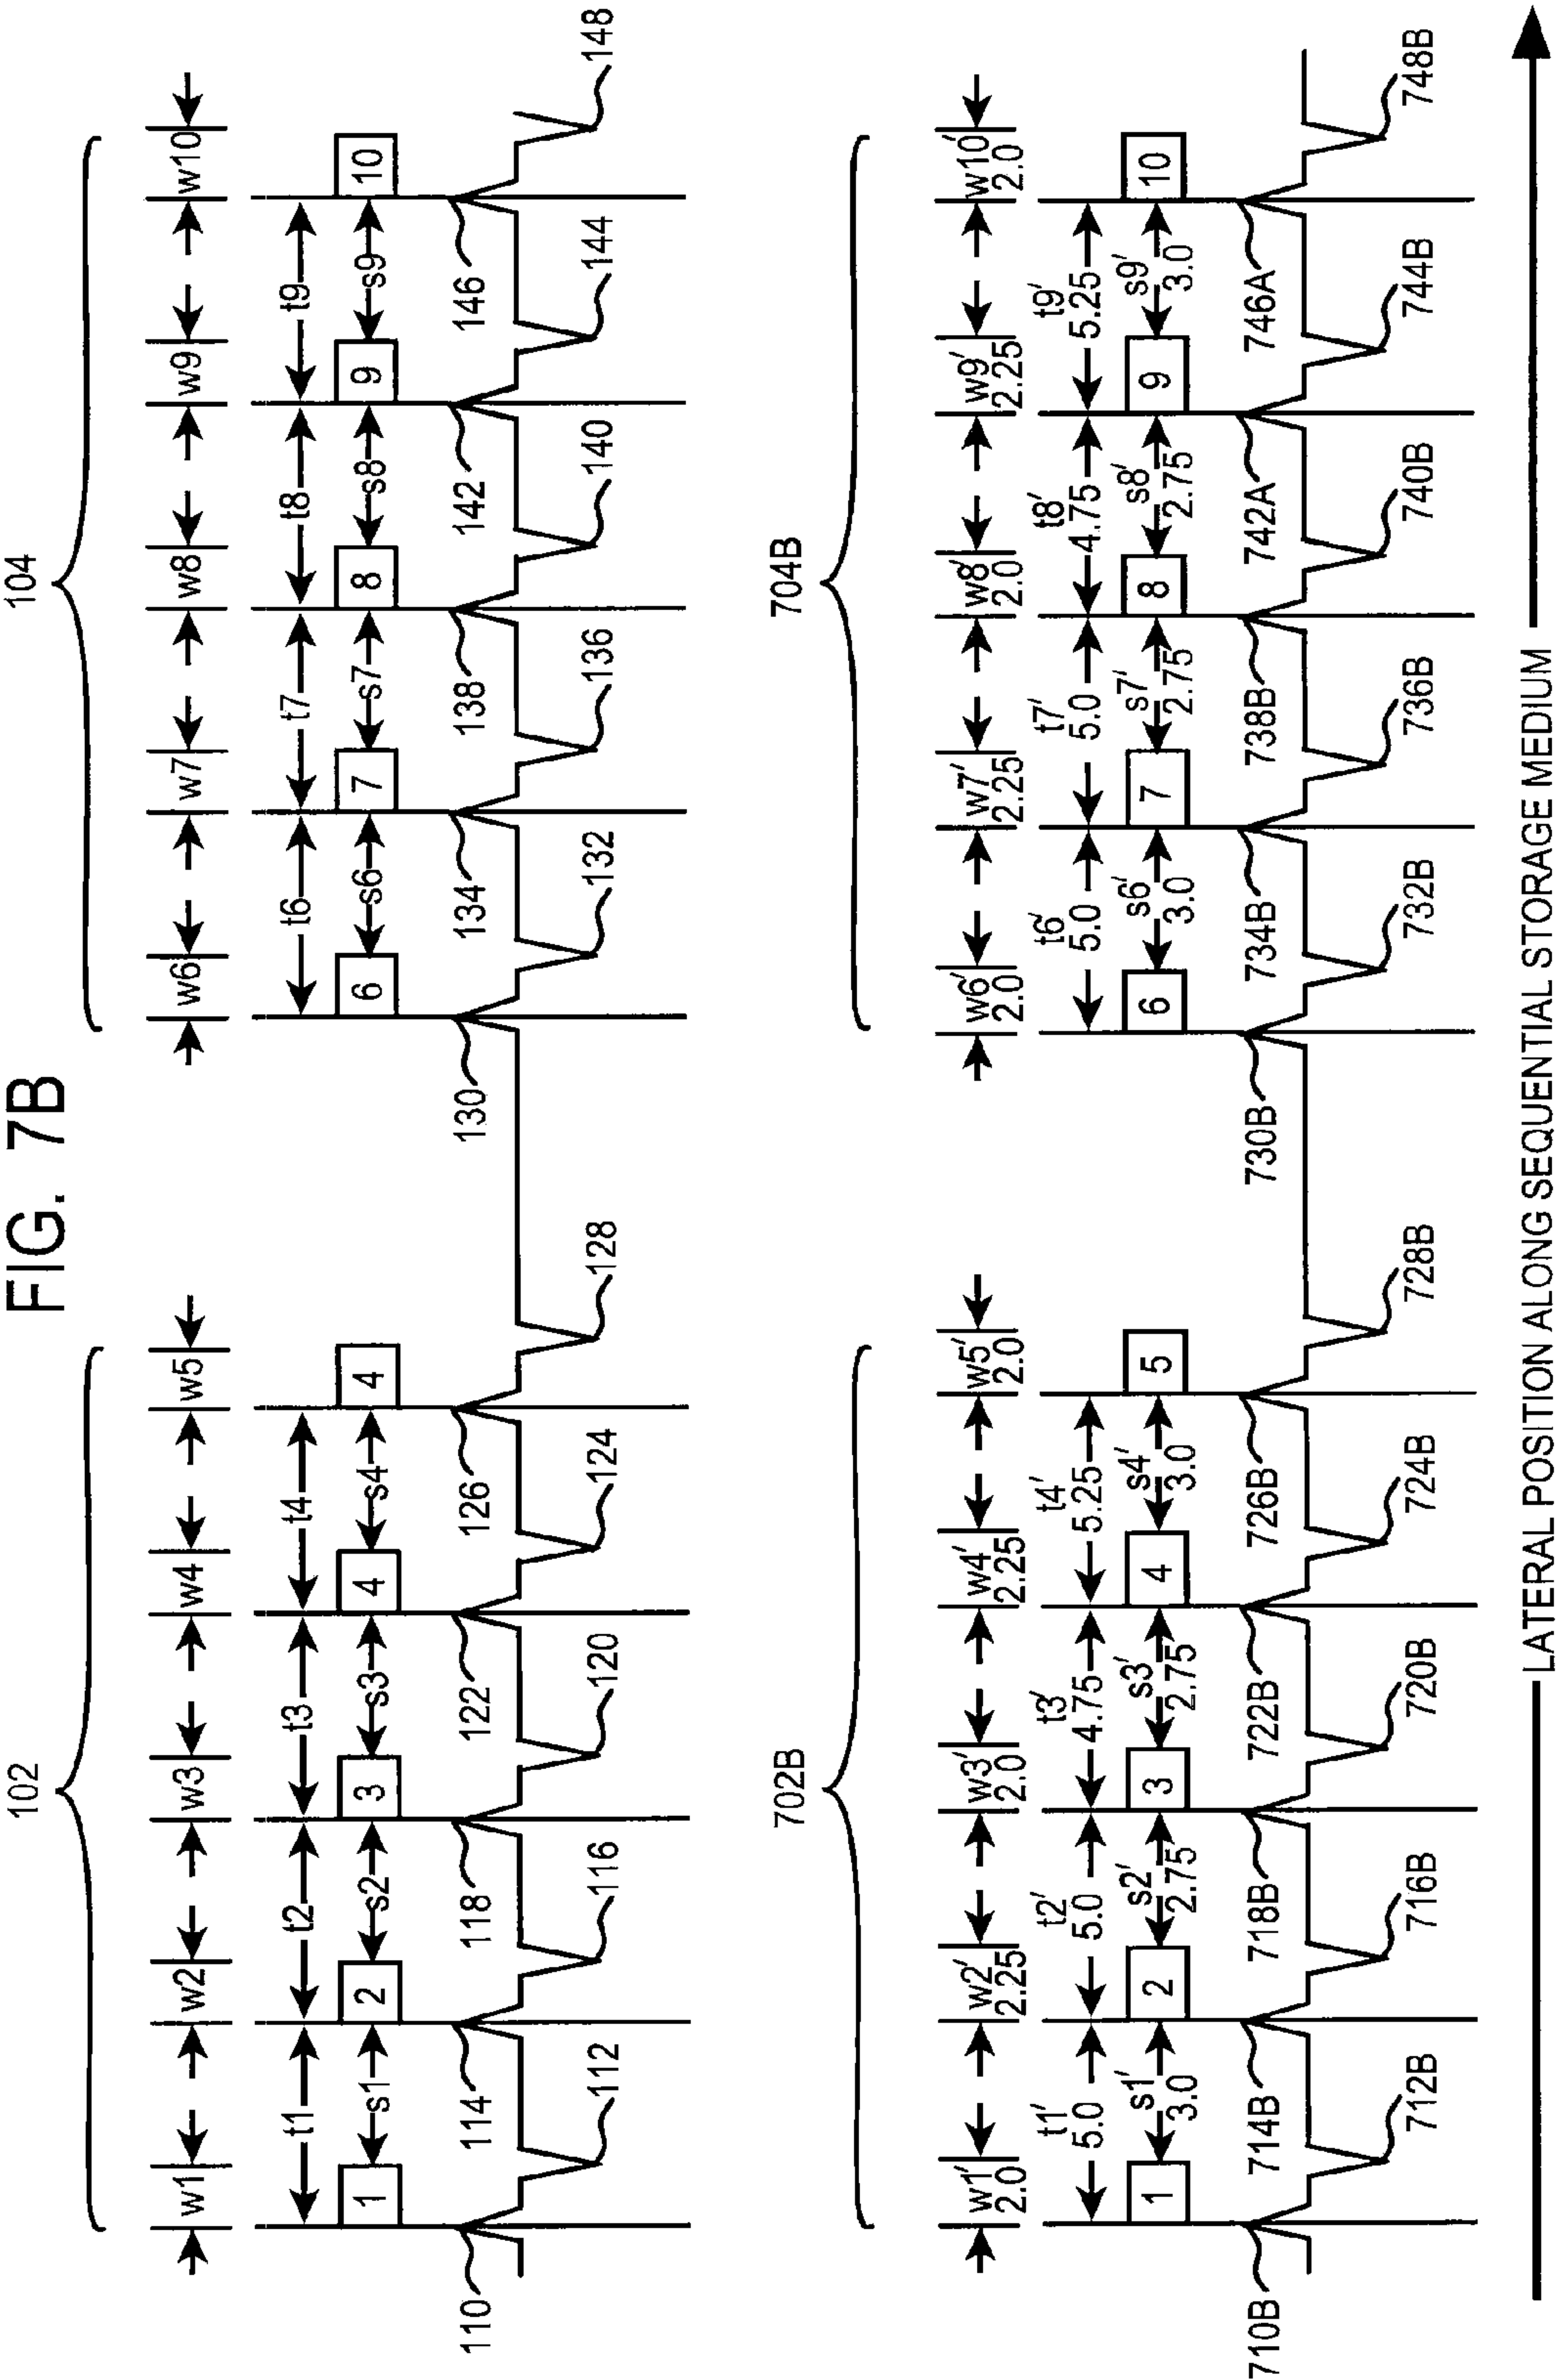 FIG. 7B
102 104
w1 w2 w3 w4 w5 w6 w7 w8 w9 w10
t1 t2 t3 t4 t6 t7 t8 t9
1 s1 2 s2 3 s3 4 s4 4 6 s6 7 s7 8 s8 9 s9 10
110 114 118 122 126 130 134 138 142 146
112 116 120 124 128 132 136 140 144 148
702B 704B
w1' w2' w3' w4' w5' w6' w7' w8' w9' w10'
2.0 2.25 2.0 2.25 2.0 2.0 2.25 2.0 2.25 2.0
t1' t2' t3' t4' t6' t7' t8' t9'
5.0 5.0 4.75 5.25 5.0 5.0 4.75 5.25
s1' s2' s3' s4' s6' s7' s8' s9'
1 2 3 4 5 6 7 8 9 10
3.0 2.75 2.75 3.0 3.0 2.75 2.75 3.0
710B 714B 718B 722B 726B 730B 734B 738B 742A 746A
712B 716B 720B 724B 728B 732B 736B 740B 744B 748B
LATERAL POSITION ALONG SEQUENTIAL STORAGE MEDIUM